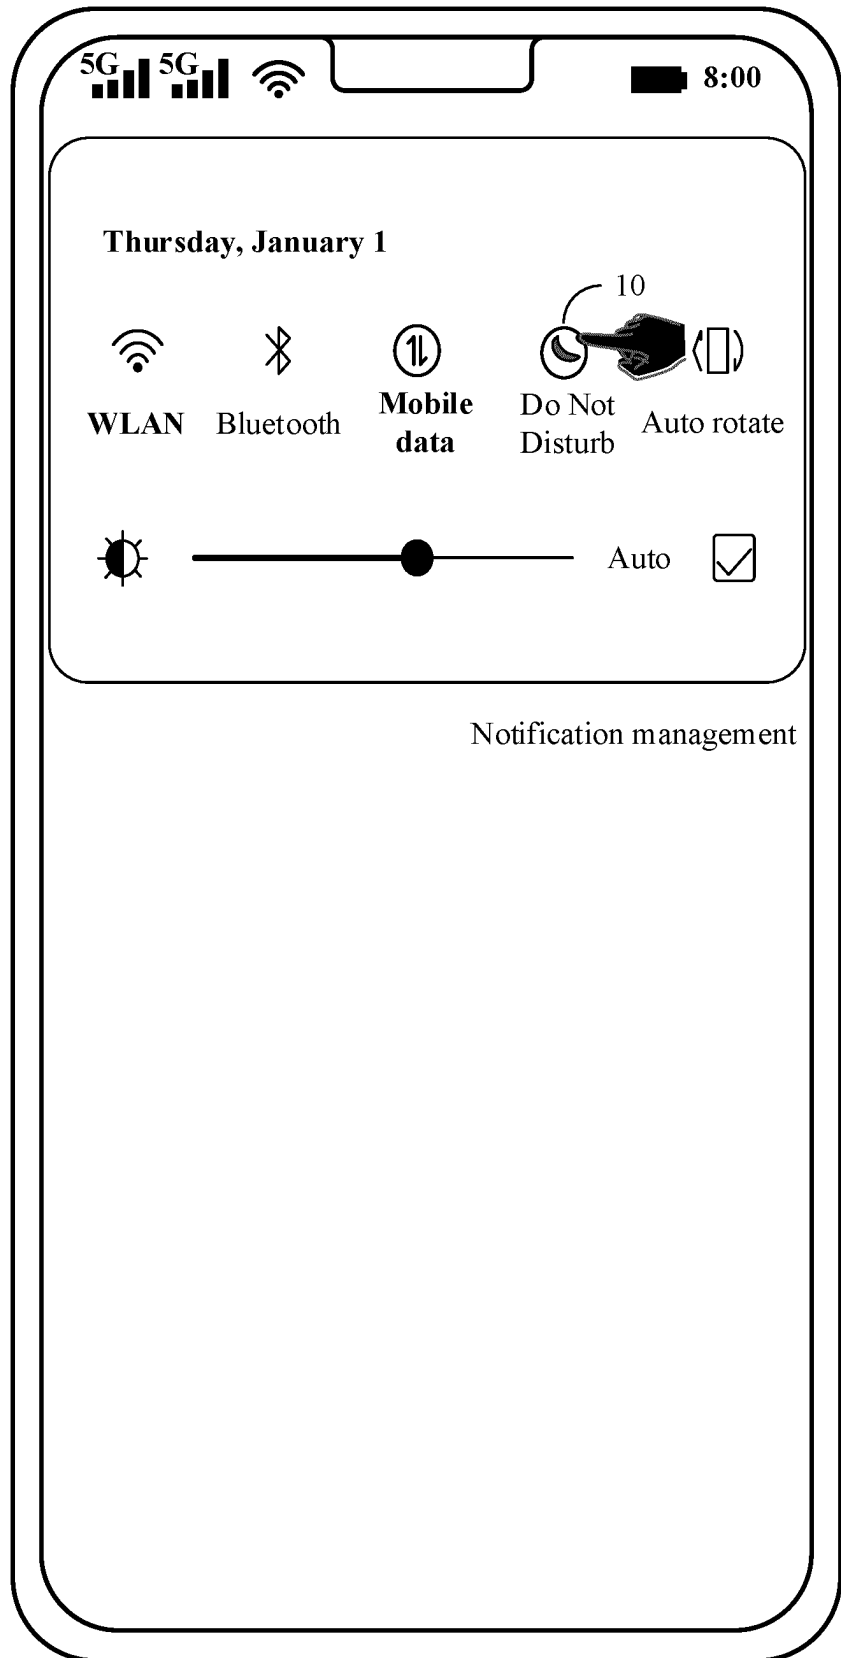 5G 5G 8:00
Thursday, January 1
10
WLAN Bluetooth Mobile data Do Not Disturb Auto rotate
Auto
Notification management